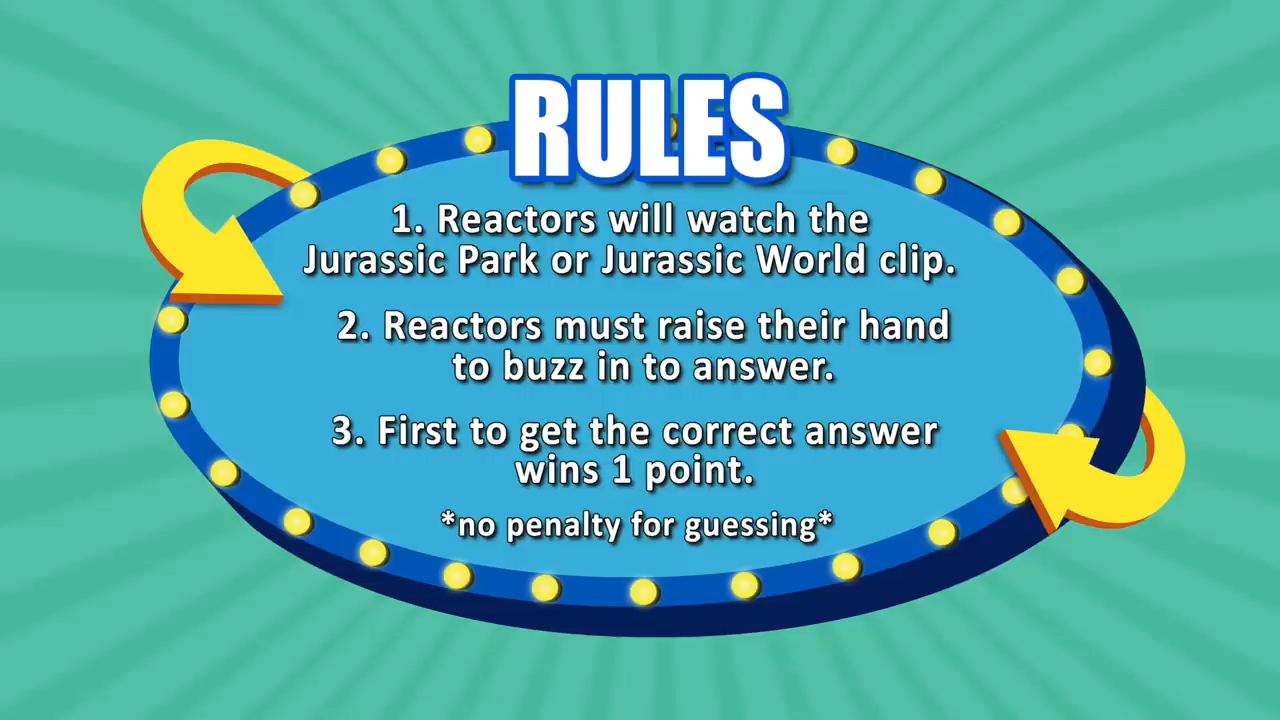 RULES
1. Reactors will watch the
Jurassic Park or Jurassic World clip.
2. Reactors must raise their hand
to buzz in to answer.
3. First to get the correct answer
wins 1 point.
*no penalty for guessing*